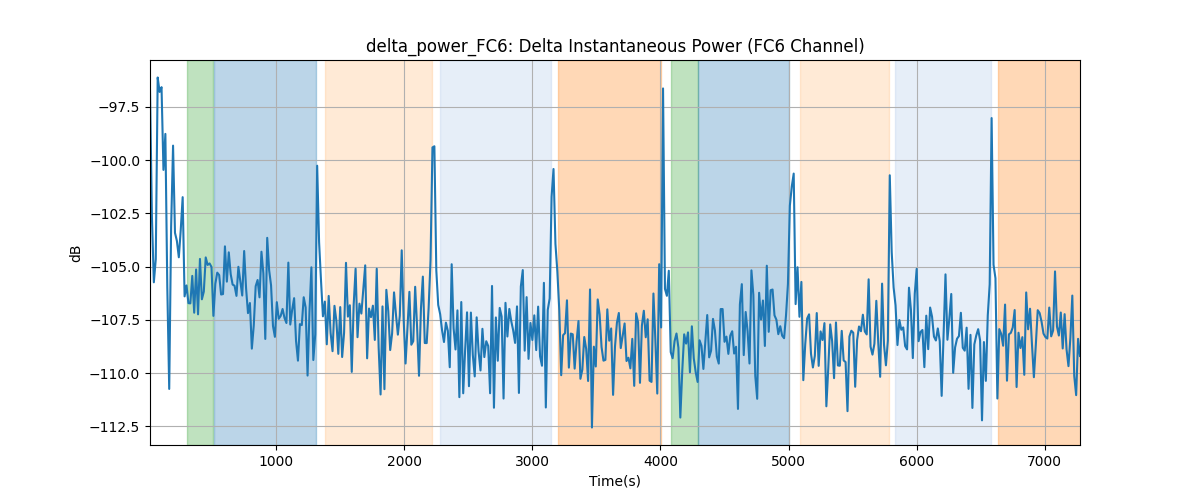 delta_power_FC6: Delta Instantaneous Power (FC6 Channel)
dB
−97.5
−100.0
−102.5
−105.0
−107.5
−110.0
−112.5
1000 2000 3000 4000 5000 6000 7000
Time(s)